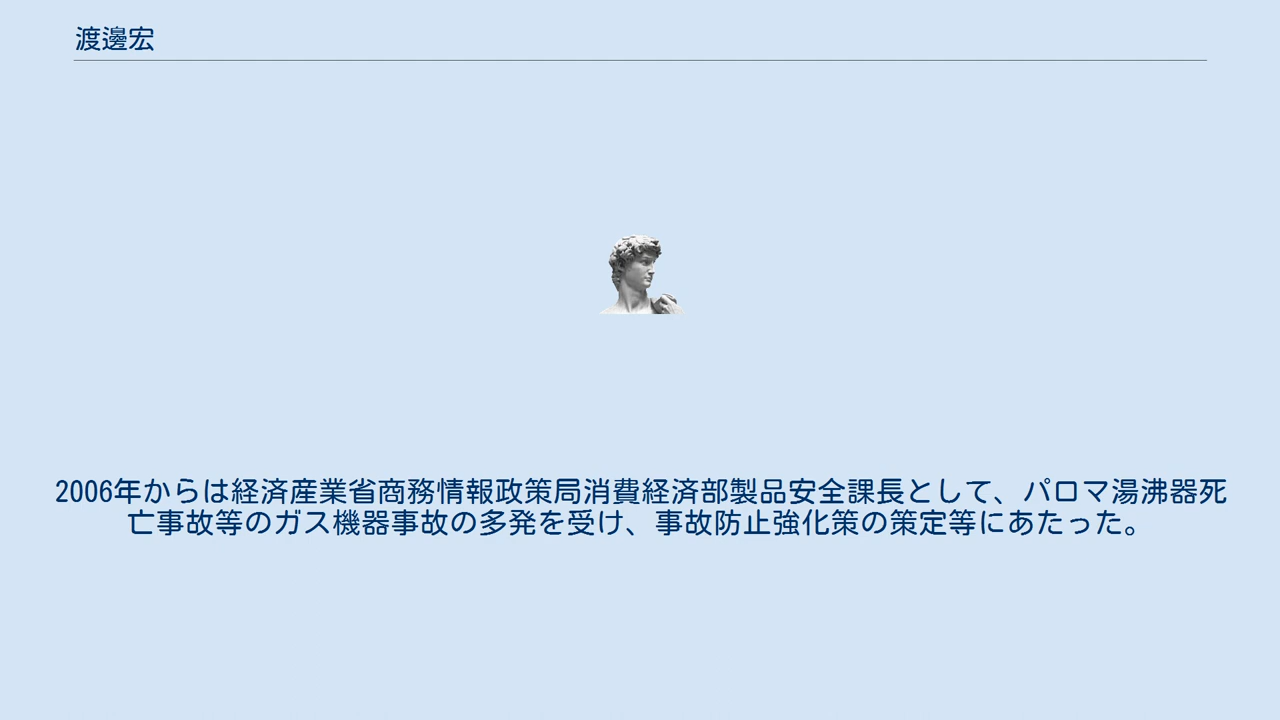 渡邊宏
2006年からは経済産業省商務情報政策局消費経済部製品安全課長として、パロマ湯沸器死
亡事故等のガス機器事故の多発を受け、事故防止強化策の策定等にあたった。